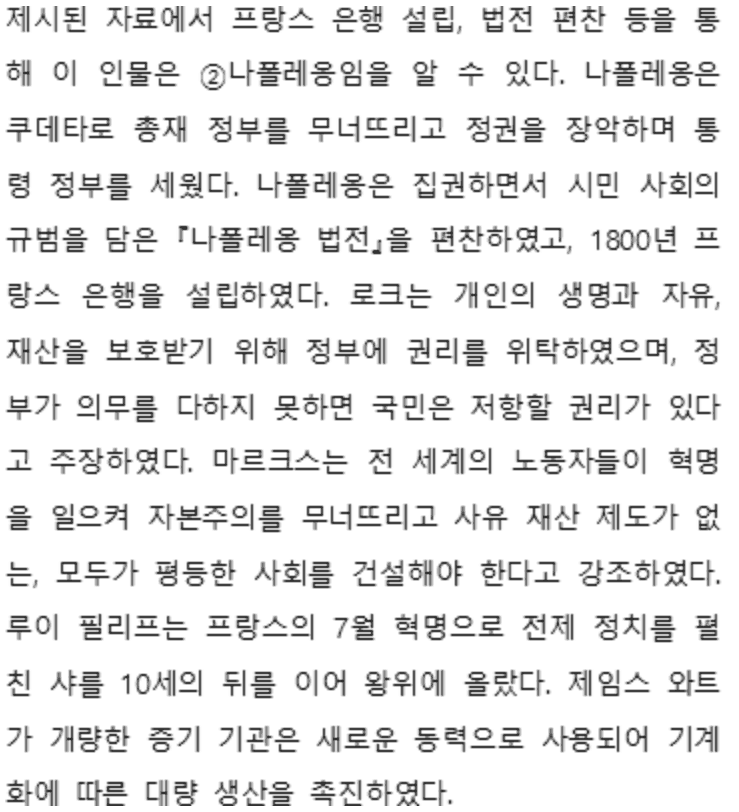 제시된 자료에서 프랑스 은행 설립, 법전 편찬 등을 통
해 이 인물은 ②나폴레옹임을 알 수 있다. 나폴레옹은
쿠데타로 총재 정부를 무너뜨리고 정권을 장악하며 통
령 정부를 세웠다. 나폴레옹은 집권하면서 시민 사회의
규범을 담은 『나폴레옹 법전』을 편찬하였고, 1800년 프
랑스 은행을 설립하였다. 로크는 개인의 생명과 자유,
재산을 보호받기 위해 정부에 권리를 위탁하였으며, 정
부가 의무를 다하지 못하면 국민은 저항할 권리가 있다
고 주장하였다. 마르크스는 전 세계의 노동자들이 혁명
을 일으켜 자본주의를 무너뜨리고 사유 재산 제도가 없
는, 모두가 평등한 사회를 건설해야 한다고 강조하였다.
루이 필리프는 프랑스의 7월 혁명으로 전제 정치를 펼
친 샤를 10세의 뒤를 이어 왕위에 올랐다. 제임스 와트
가 개량한 증기 기관은 새로운 동력으로 사용되어 기계
화에 따른 대량 생산을 촉진하였다.